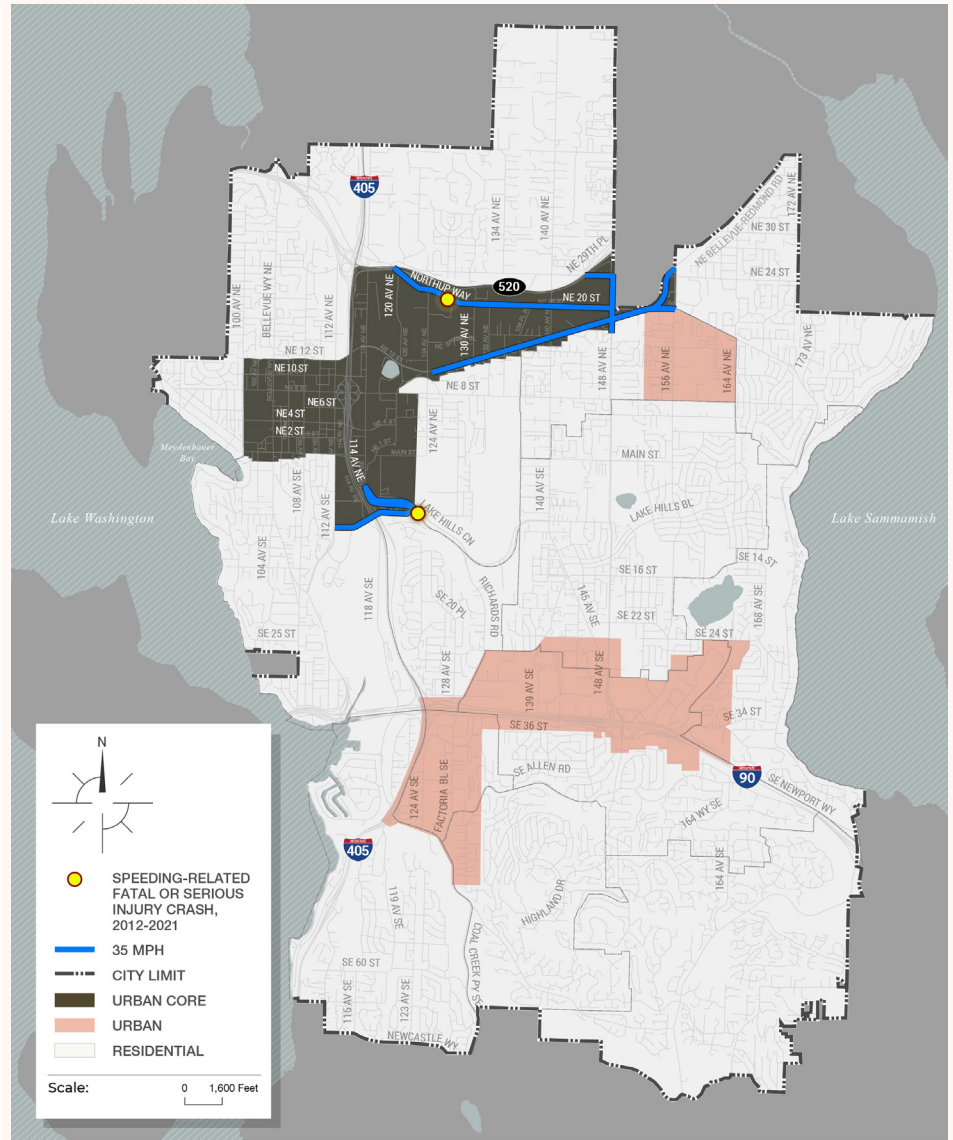 405
134 AV NE
140 AV NE
172 AV NE
NE BELLEVUE-REDMOND RD
NE 30 ST
NE 29TH PL
NE 24 ST
100 AV NE
BELLEVUE WY NE
112 AV NE
120 AV NE
NORTHUP WAY
520
NE 20 ST
130 AV NE
NE 12 ST
NE 10 ST
NE 8 ST
148 AV NE
156 AV NE
164 AV NE
173 AV NE
NE6 ST
NE4 ST
NE2 ST
124 AV NE
MAIN ST
MAIN ST
Meydenbauer
Bay
114 AV NE
108 AV SE
112 AV SE
140 AV SE
LAKE HILLS BL
LAKE HILLS CN
Lake Washington
Lake Sammamish
104 AV SE
SE 14 ST
SE 16 ST
118 AV SE
SE 20 PL
RICHARDS RD
145 AV SE
SE 22 ST
168 AV SE
SE 25 ST
SE 24 ST
128 AV SE
139 AV SE
148 AV SE
SE 36 ST
SE 34 ST
SE ALLEN RD
90
SE NEWPORT WY
124 AV SE
FACTORIA BL SE
164 WY SE
405
164 AV SE
119 AV SE
HIGHLAND DR
COAL CREEK PY SE
SE 60 ST
116 AV SE
123 AV SE
NEWCASTLE WY
N
SPEEDING-RELATED
FATAL OR SERIOUS
INJURY CRASH,
2012-2021
35 MPH
CITY LIMIT
URBAN CORE
URBAN
RESIDENTIAL
Scale:
0 1,600 Feet